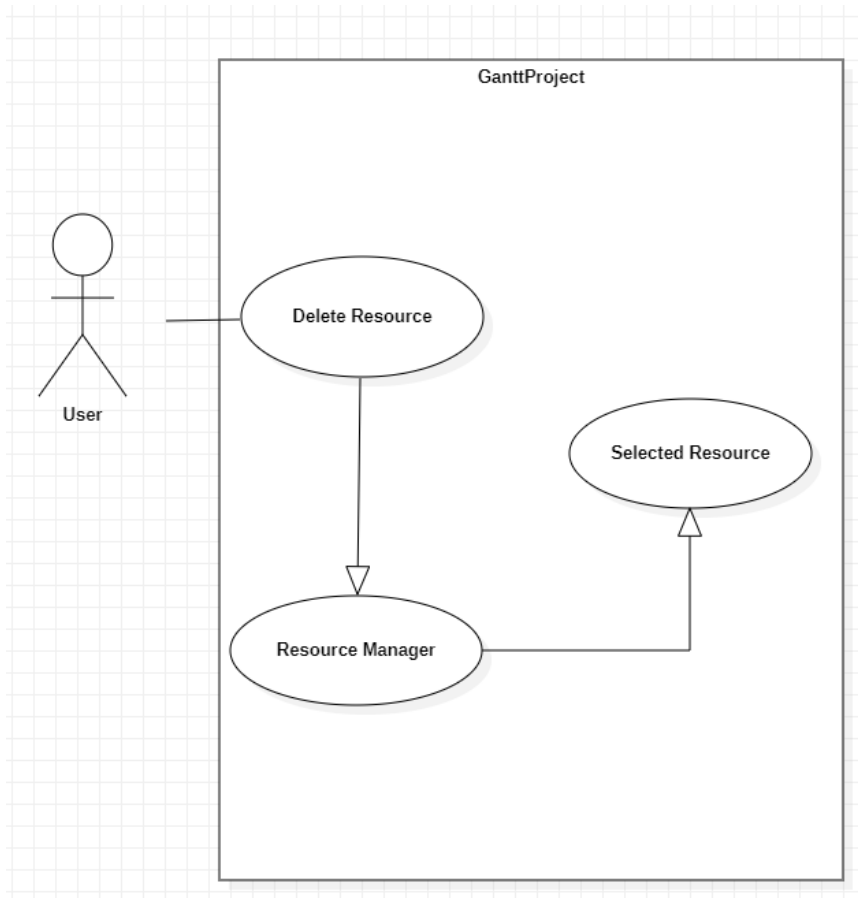 GanttProject
Delete Resource
User
Selected Resource
Resource Manager